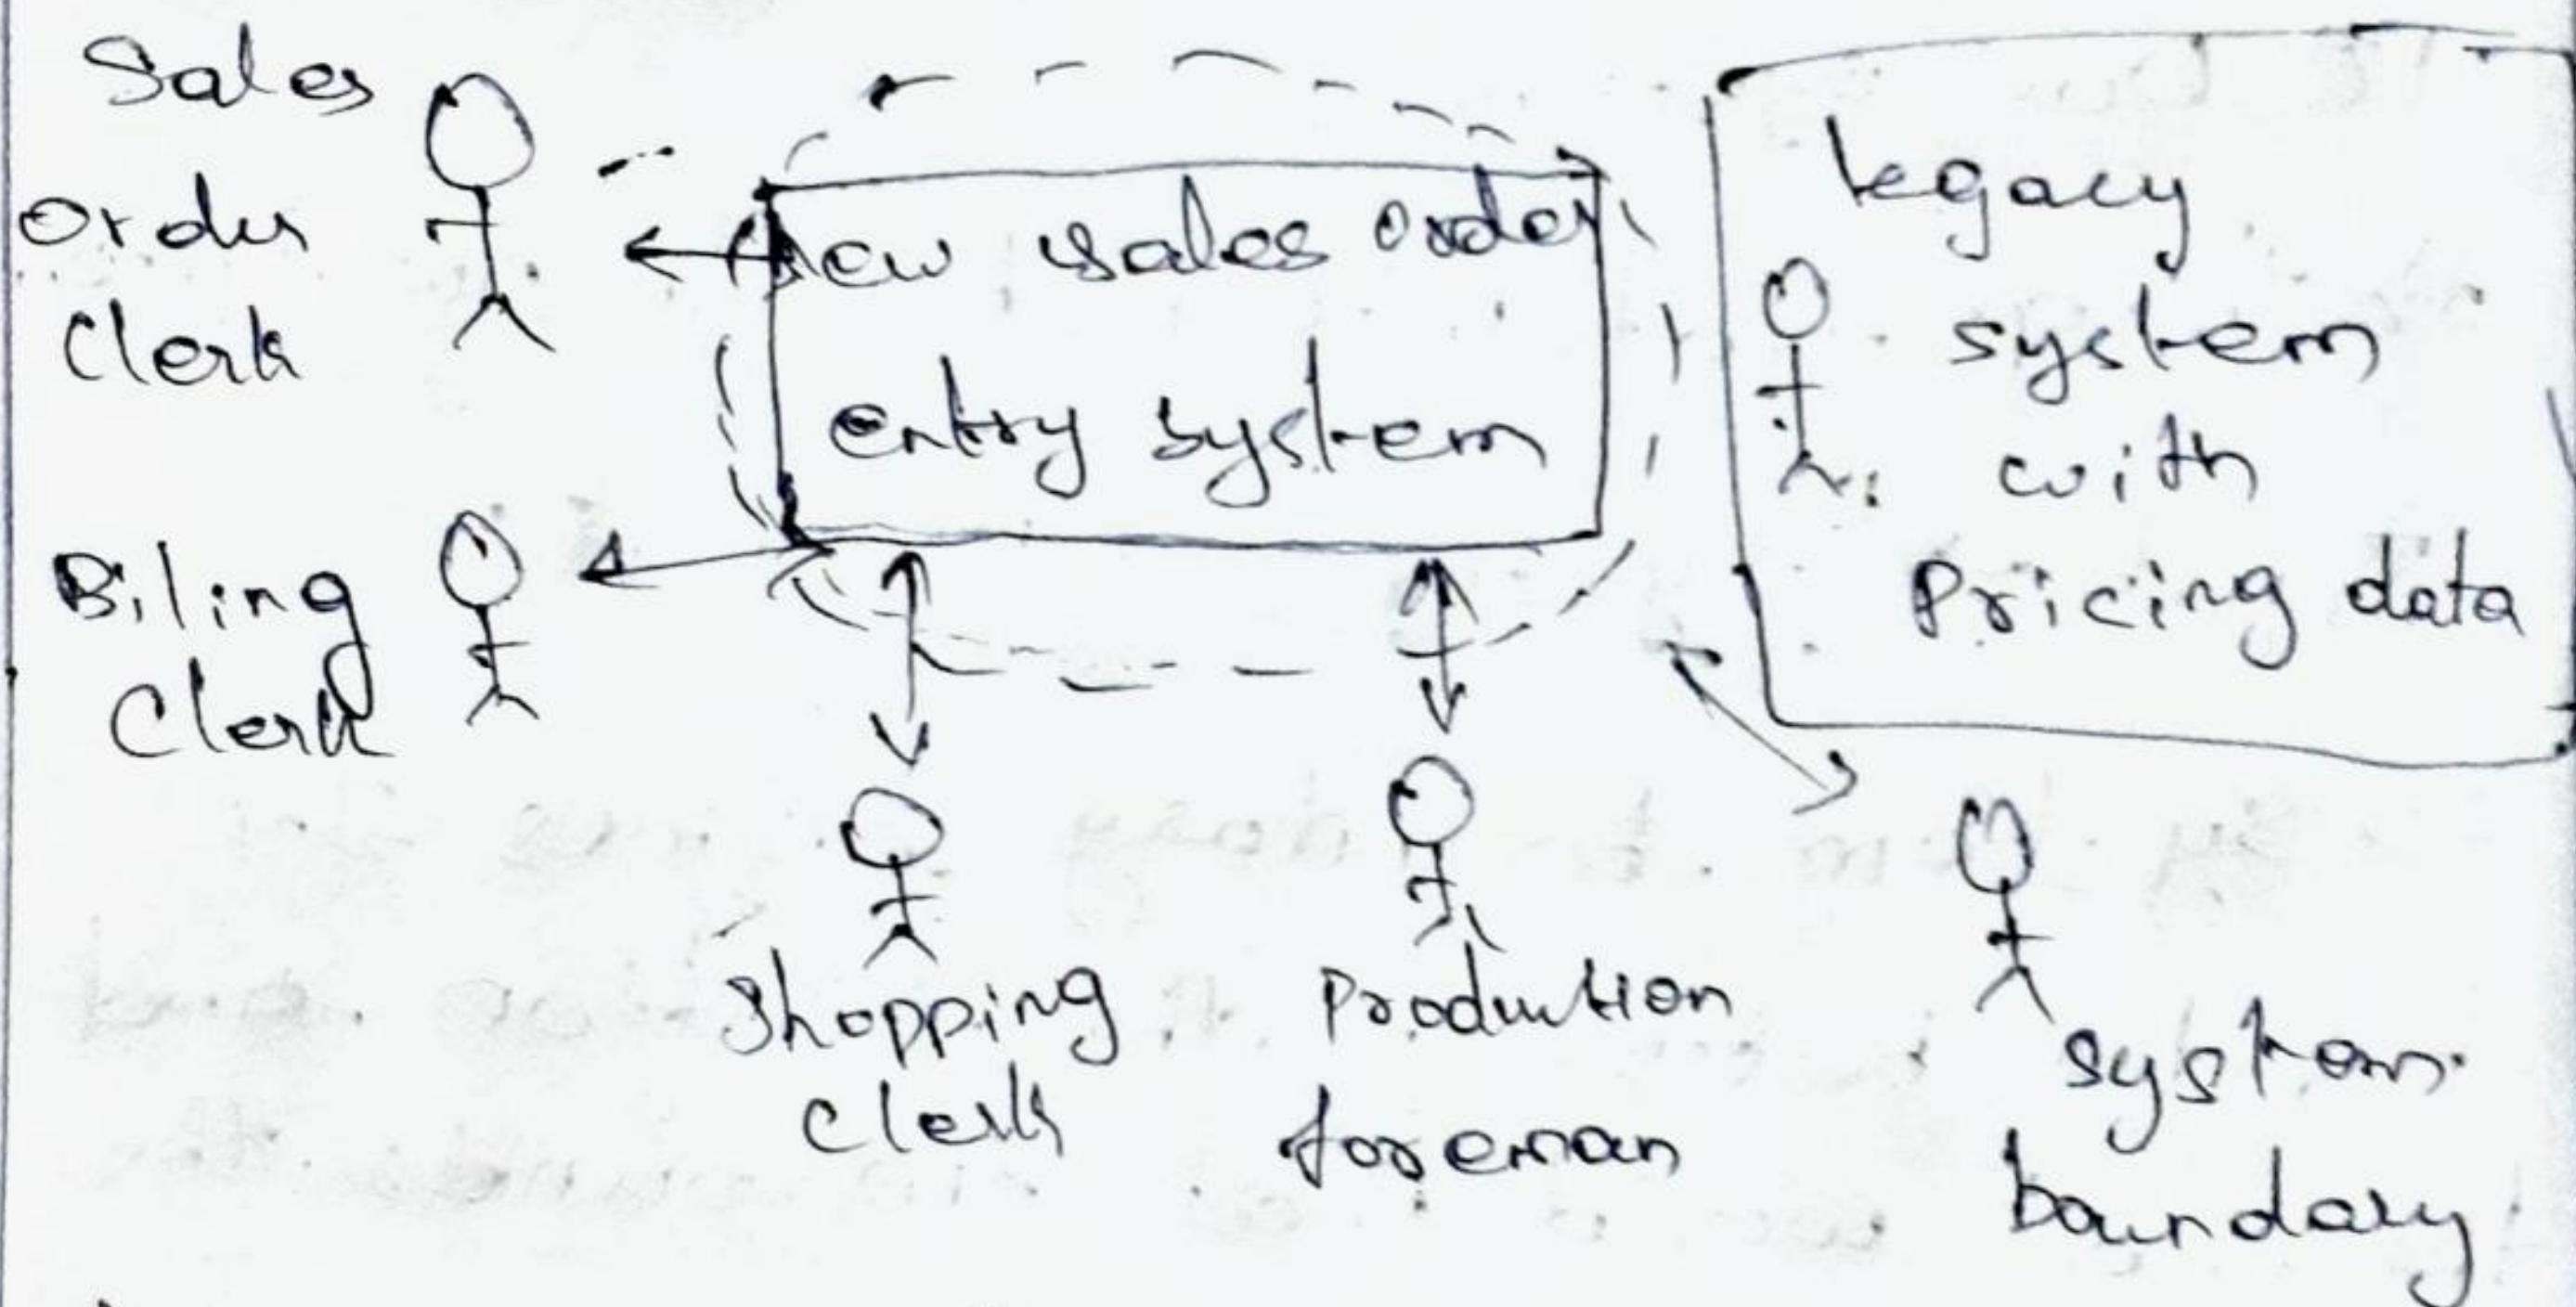 Sales
Order
Clerk
New sales order
entry system
legacy
system
with
Pricing data
Biling
Clerk
Shopping
clerk
Production
foreman
system
boundary